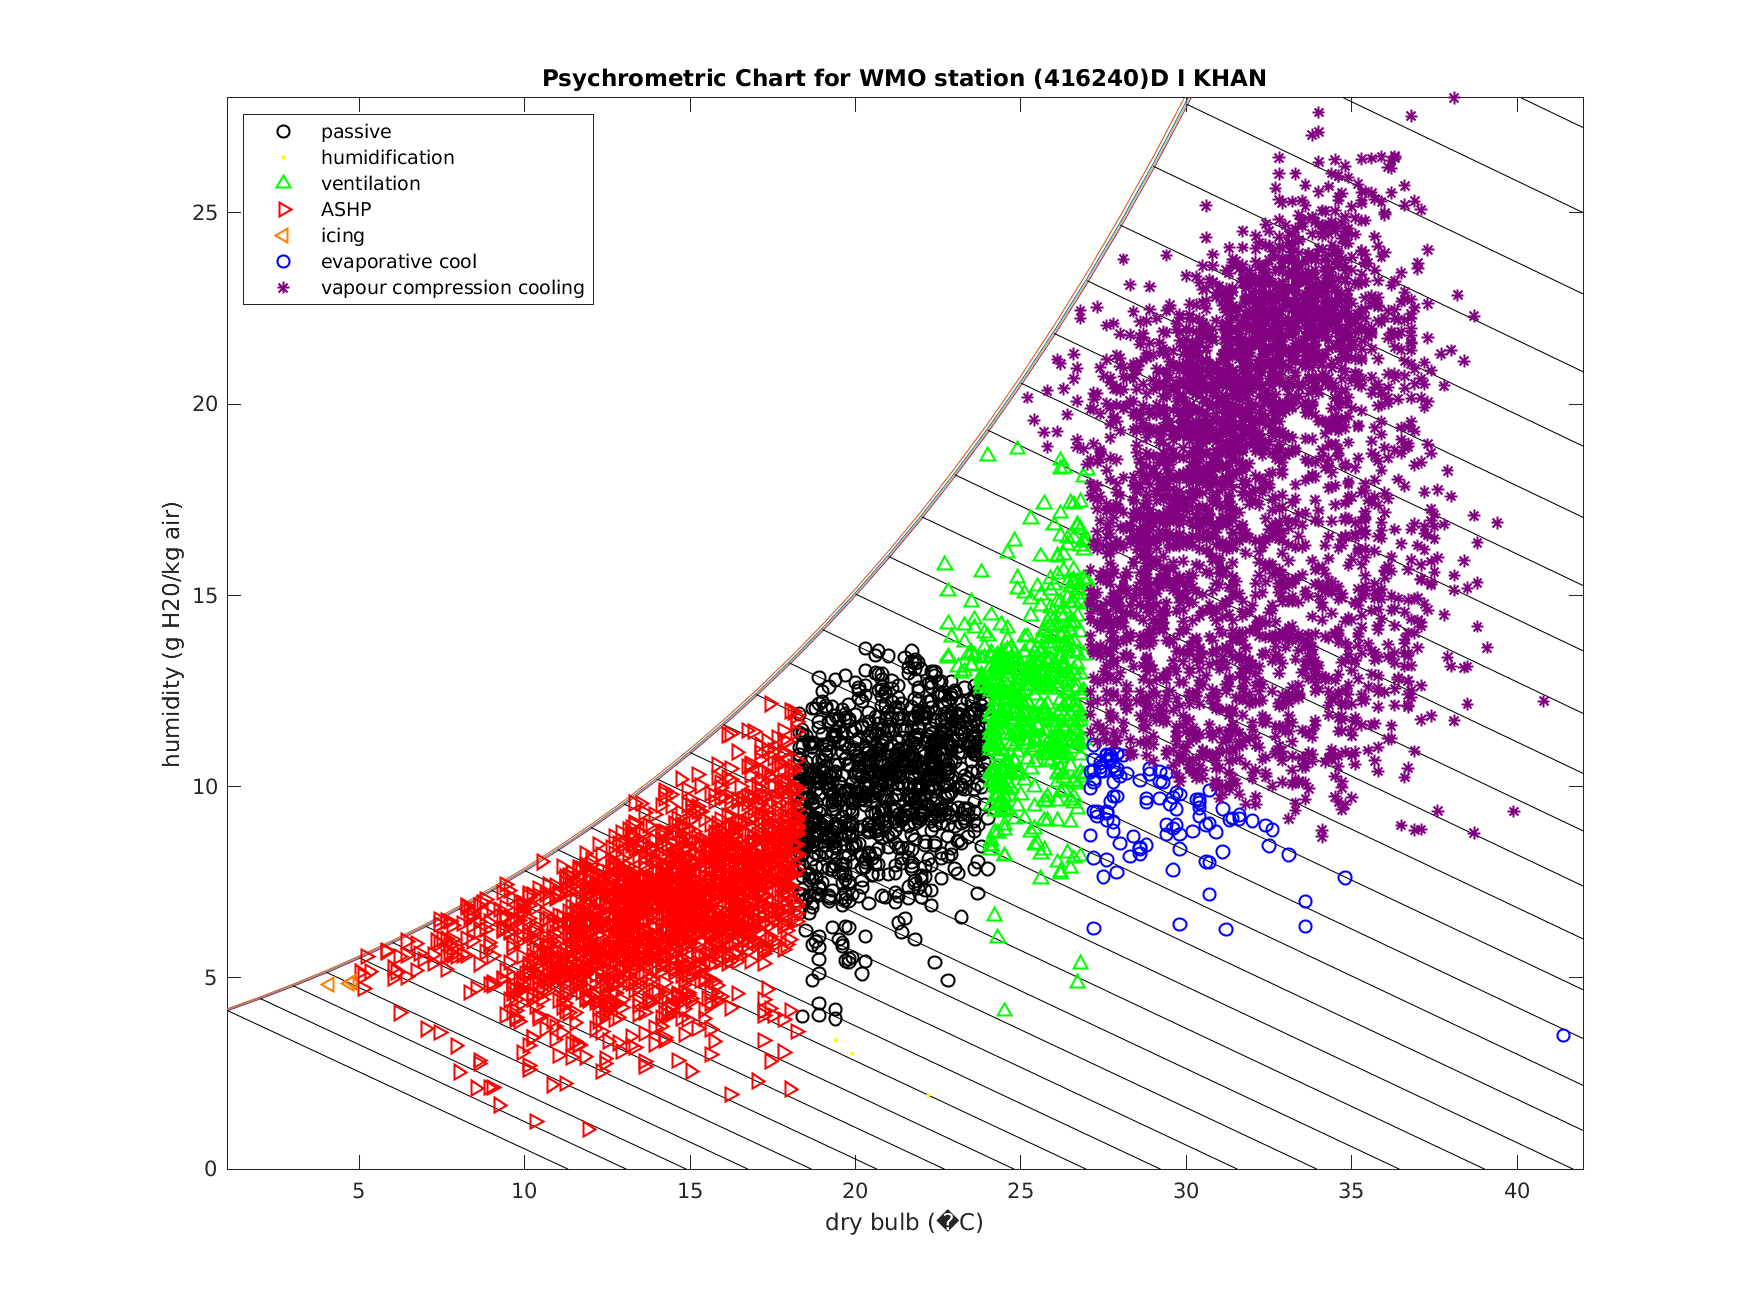 Psychrometric Chart for WMO station (416240)D I KHAN
passive
humidification
ventilation
ASHP
icing
evaporative cool
vapour compression cooling
humidity (g H20/kg air)
25
20
15
10
5
0
5 10 15 20 25 30 35 40
dry bulb (�C)